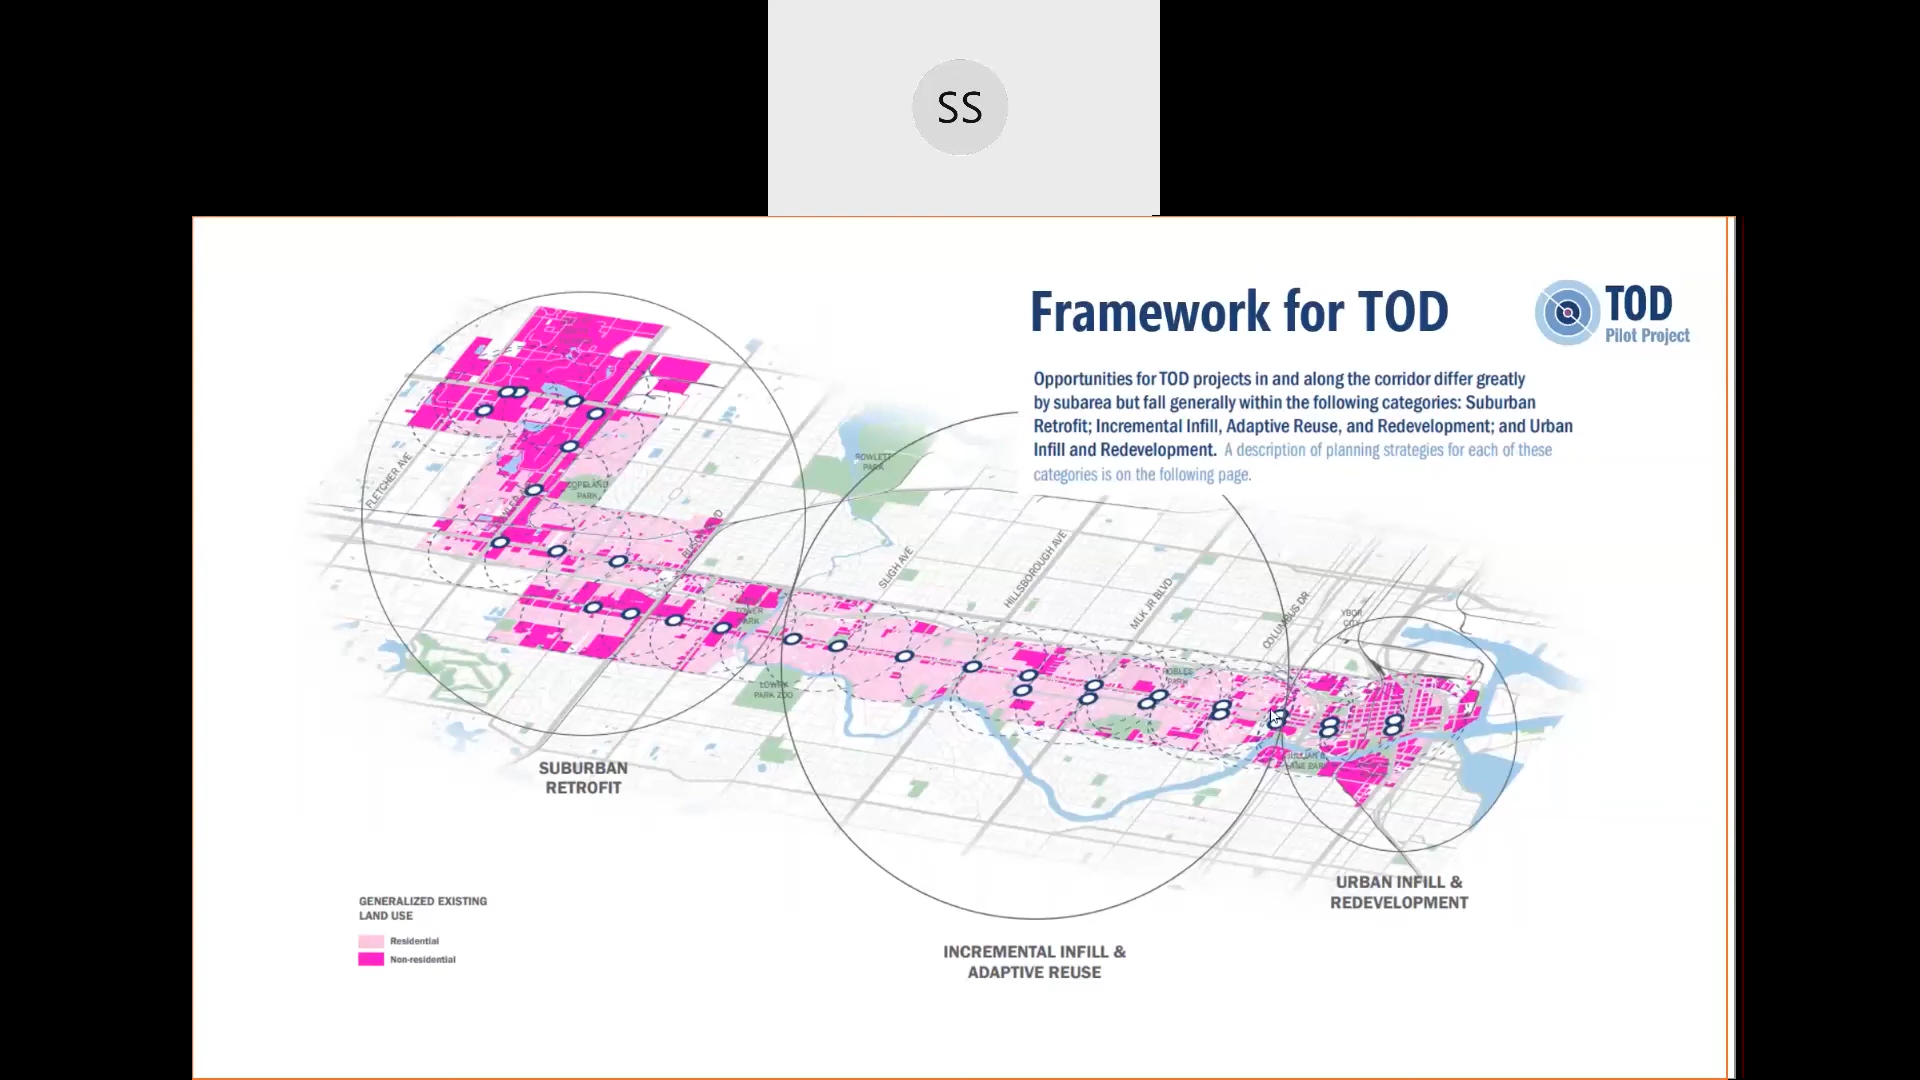 SS
Framework for TOD
TOD
Pilot Project
Opportunities for TOD projects in and along the corridor differ greatly
by subarea but fall generally within the following categories: Suburban
Retrofit; Incremental Infill, Adaptive Reuse, and Redevelopment; and Urban
Infill and Redevelopment. A description of planning strategies for each of these
categories is on the following page.
FLETCHER AVE
COPELAND
PARK
ROWLETT
PARK
SLIGH AVE
HILLSBOROUGH AVE
MLK JR BLVD
COLUMBUS DR
YBOR
CITY
TOWER
PARK
LOWRY
PARK ZOO
ROBLES
PARK
SUBURBAN
RETROFIT
URBAN INFILL &
REDEVELOPMENT
INCREMENTAL INFILL &
ADAPTIVE REUSE
GENERALIZED EXISTING
LAND USE
Residential
Non-residential